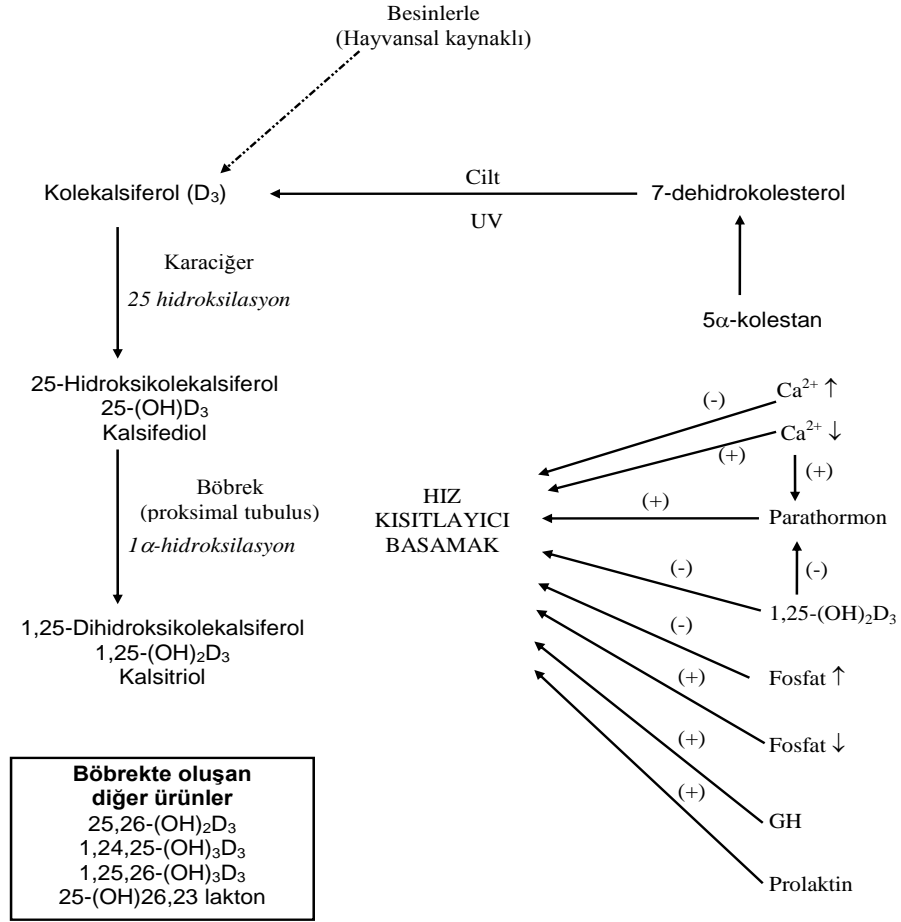 Besinlerle
(Hayvansal kaynaklı)
Kolekalsiferol (D₃)
Cilt
UV
7-dehidrokolesterol
Karaciğer
25 hidroksilasyon
5α-kolestan
25-Hidroksikolekalsiferol
25-(OH)D₃
Kalsifediol
Böbrek
(proksimal tubulus)
1α-hidroksilasyon
1,25-Dihidroksikolekalsiferol
1,25-(OH)₂D₃
Kalsitriol
HIZ
KISITLAYICI
BASAMAK
(-)
Ca²⁺ ↑
(+)
Ca²⁺ ↓
(+)
(+)
Parathormon
(-)
(-)
1,25-(OH)₂D₃
(-)
Fosfat ↑
(+)
Fosfat ↓
(+)
GH
(+)
Prolaktin
Böbrekte oluşan
diğer ürünler
25,26-(OH)₂D₃
1,24,25-(OH)₃D₃
1,25,26-(OH)₃D₃
25-(OH)26,23 lakton